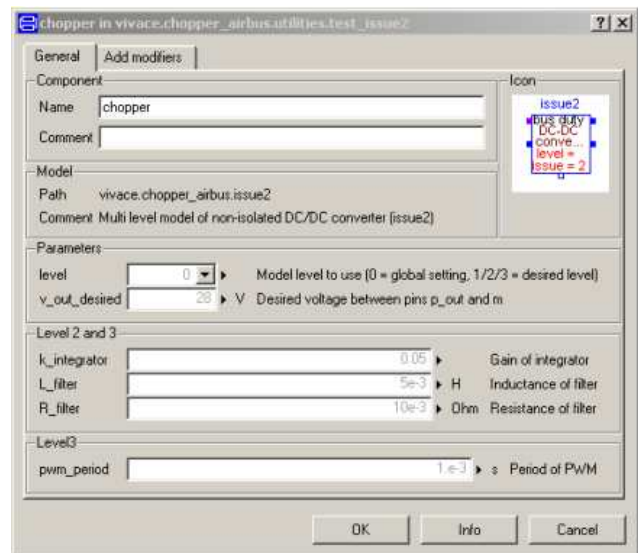 chopper in vivace.chopper_airbus.utilities.test_issue2
General Add modifiers
Component
Name chopper
Comment
Icon
issue2
bus duty
DC-DC
conve...
level =
issue = 2
Model
Path vivace.chopper_airbus.issue2
Comment Multi level model of non-isolated DC/DC converter (issue2)
Parameters
level 0 Model level to use (0 = global setting, 1/2/3 = desired level)
v_out_desired 28 V Desired voltage between pins p_out and m
Level 2 and 3
k_integrator 0.05 Gain of integrator
L_filter 5e-3 H Inductance of filter
R_filter 10e-3 Ohm Resistance of filter
Level3
pwm_period 1.e-3 s Period of PWM
OK Info Cancel